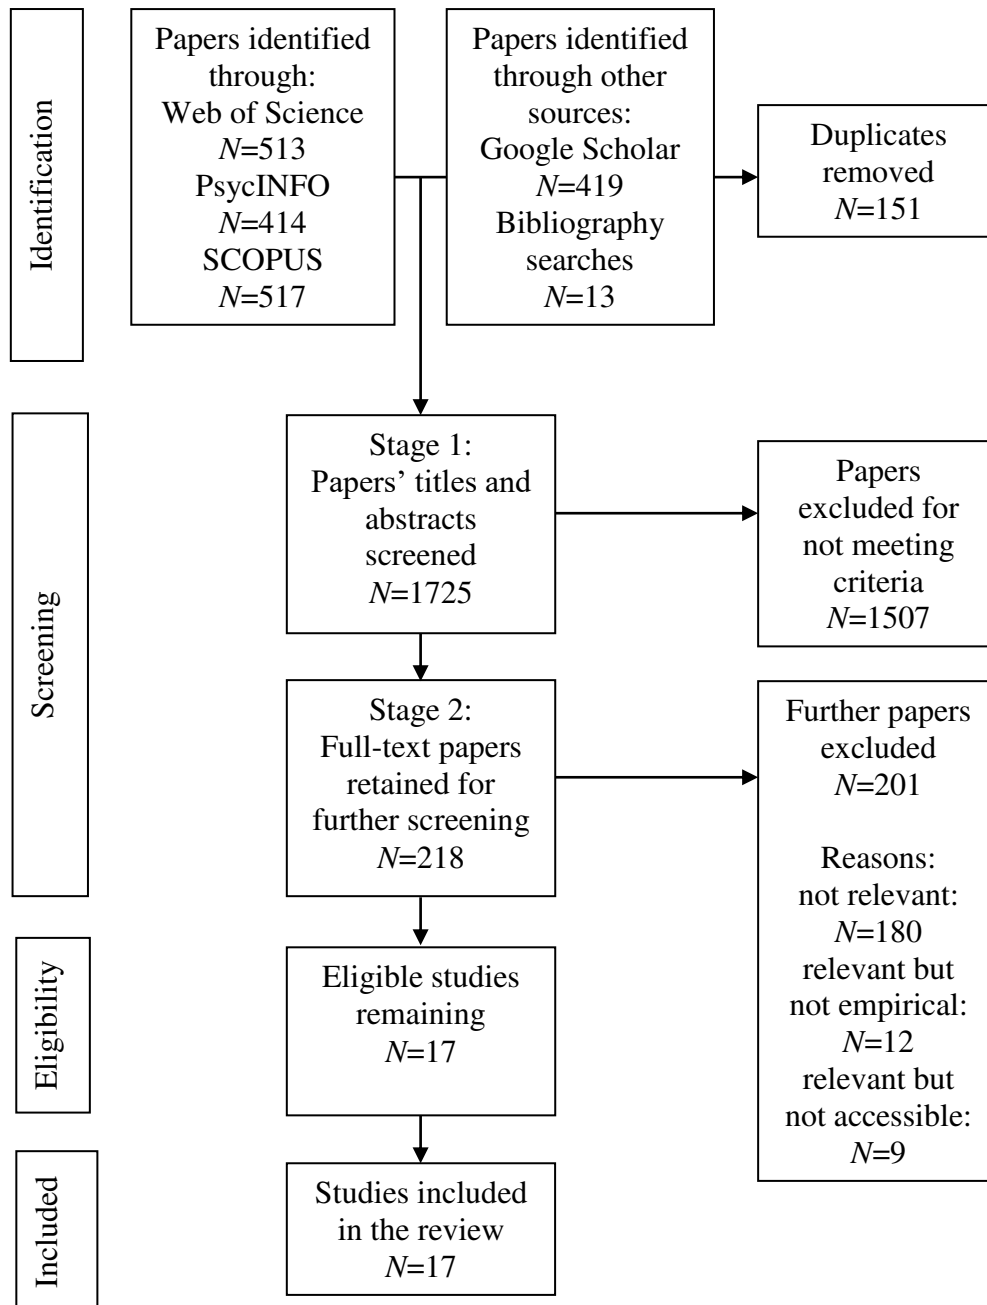 Identification
Papers identified
through:
Web of Science
N=513
PsycINFO
N=414
SCOPUS
N=517
Papers identified
through other
sources:
Google Scholar
N=419
Bibliography
searches
N=13
Duplicates
removed
N=151
Screening
Stage 1:
Papers’ titles and
abstracts
screened
N=1725
Papers
excluded for
not meeting
criteria
N=1507
Stage 2:
Full-text papers
retained for
further screening
N=218
Further papers
excluded
N=201
Reasons:
not relevant:
N=180
relevant but
not empirical:
N=12
relevant but
not accessible:
N=9
Eligibility
Eligible studies
remaining
N=17
Included
Studies included
in the review
N=17